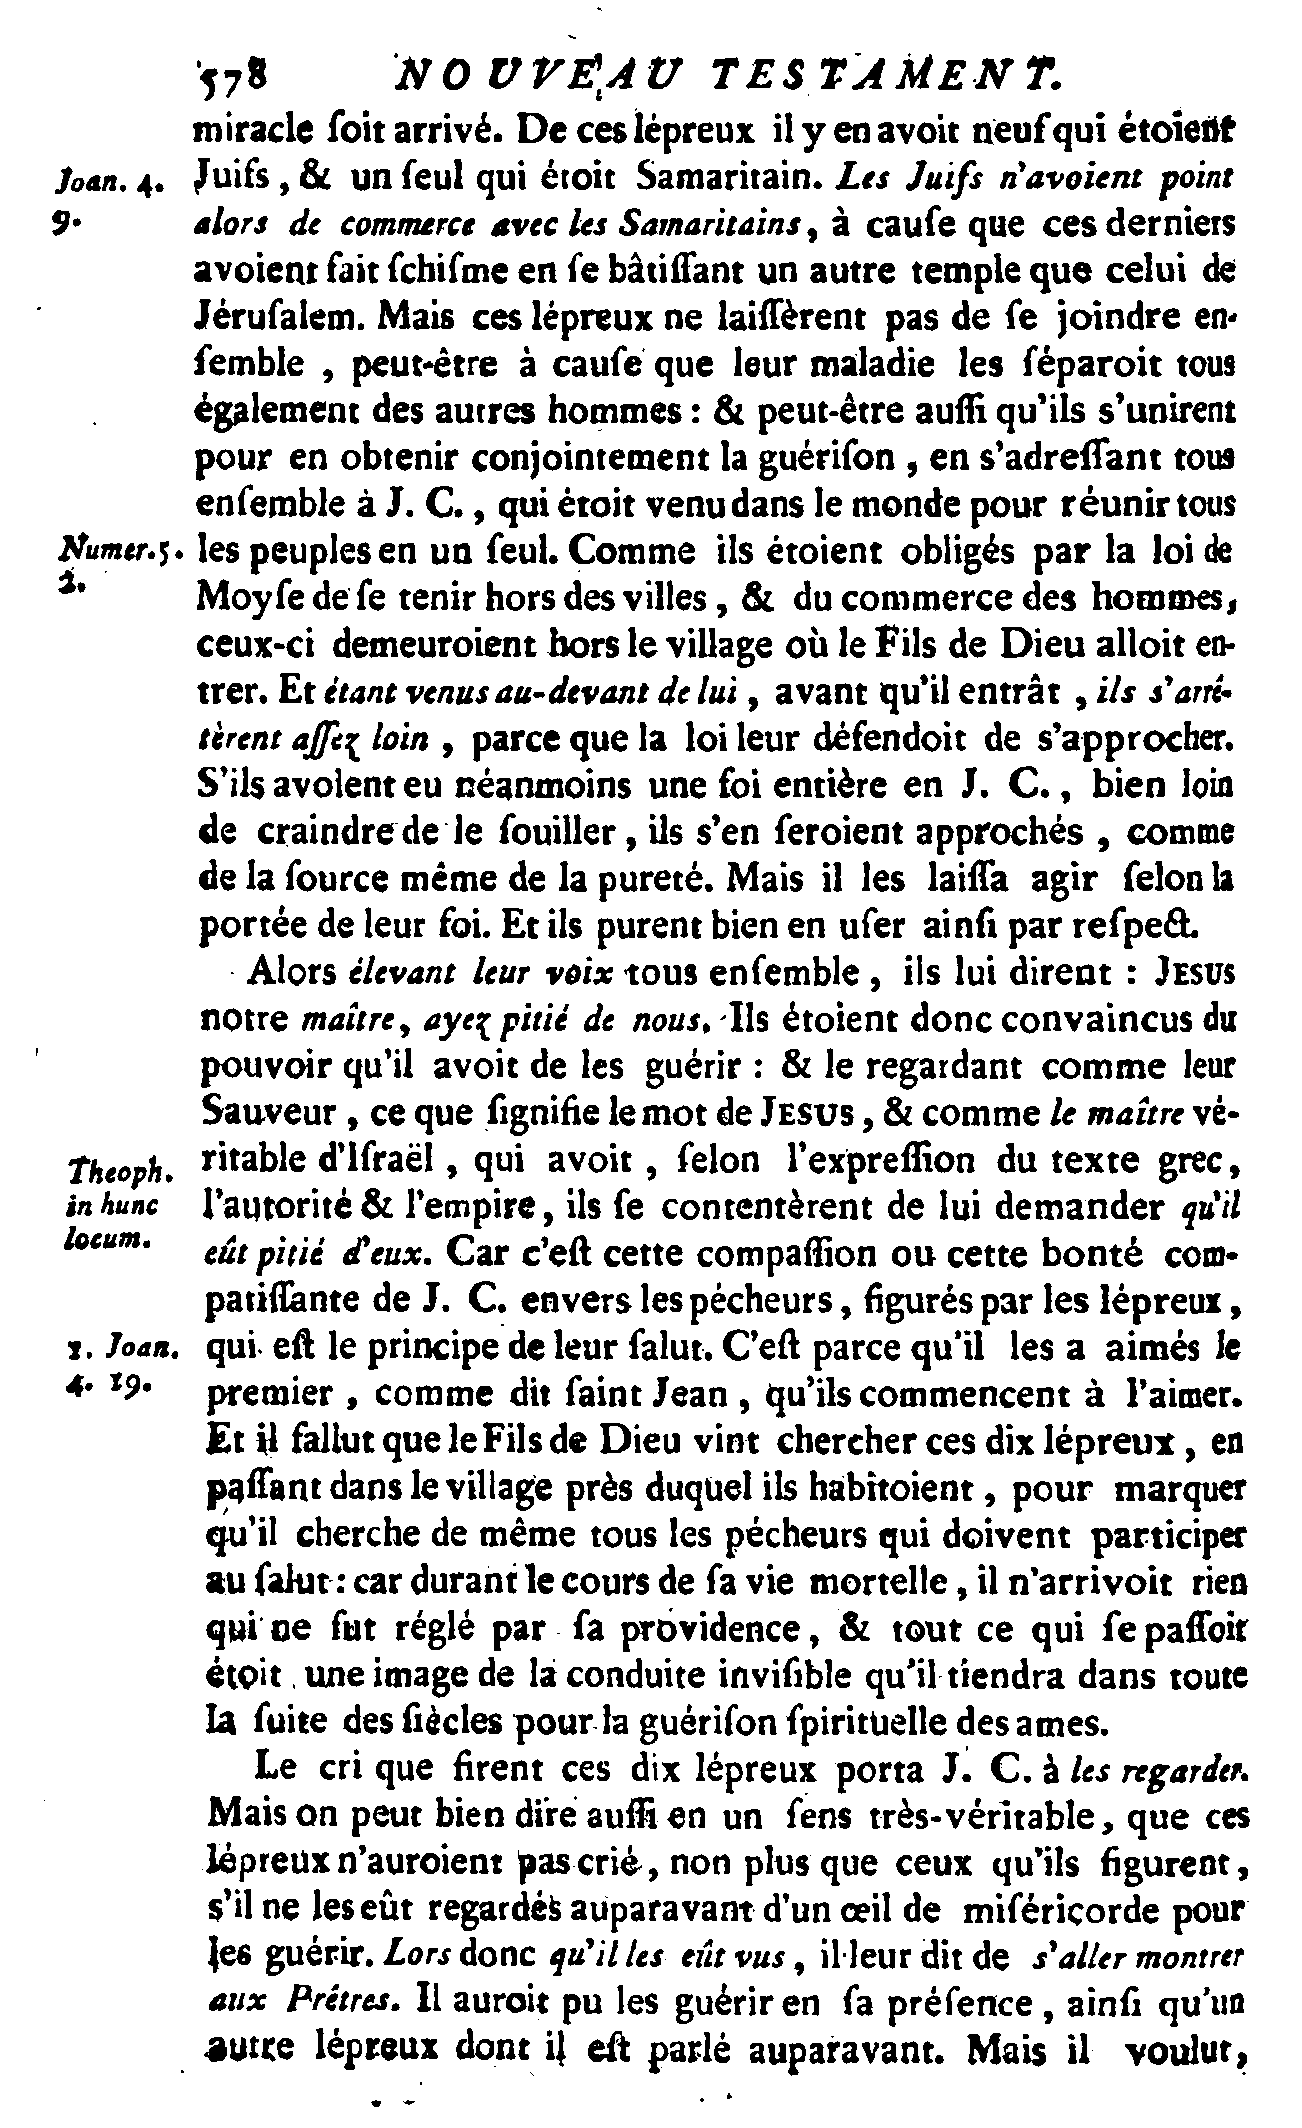 578 NOUVEAU TESTAMENT.
miracle ſoit arrivé. De ces lépreux il y en avoit neuf qui étoient
Joan. 4. 9.
Juifs, & un ſeul qui étoit Samaritain. Les Juifs n'avoient point
alors de commerce avec les Samaritains, à cauſe que ces derniers
avoient fait ſchiſme en ſe bâtiſſant un autre temple que celui de
Jéruſalem. Mais ces lépreux ne laiſſèrent pas de ſe joindre en-
ſemble, peut-être à cauſe que leur maladie les ſéparoit tous
également des autres hommes : & peut-être auſſi qu'ils s'unirent
pour en obtenir conjointement la guériſon, en s'adreſſant tous
enſemble à J. C., qui étoit venu dans le monde pour réunir tous
Numer. 5. 2.
les peuples en un ſeul. Comme ils étoient obligés par la loi de
Moyſe de ſe tenir hors des villes, & du commerce des hommes,
ceux-ci demeuroient hors le village où le Fils de Dieu alloit en-
trer. Et étant venus au-devant de lui, avant qu'il entrât, ils s'arrê-
tèrent aſſez loin, parce que la loi leur défendoit de s'approcher.
S'ils avoient eu néanmoins une foi entière en J. C., bien loin
de craindre de le ſouiller, ils s'en ſeroient approchés, comme
de la ſource même de la pureté. Mais il les laiſſa agir ſelon la
portée de leur foi. Et ils purent bien en uſer ainſi par reſpect.
Alors élevant leur voix tous enſemble, ils lui dirent : JESUS
notre maître, ayez pitié de nous. Ils étoient donc convaincus du
pouvoir qu'il avoit de les guérir : & le regardant comme leur
Sauveur, ce que ſignifie le mot de JESUS, & comme le maître vé-
Theoph. in hunc locum.
ritable d'Iſraël, qui avoit, ſelon l'expreſſion du texte grec,
l'autorité & l'empire, ils ſe contentèrent de lui demander qu'il
eût pitié d'eux. Car c'eſt cette compaſſion ou cette bonté com-
patiſſante de J. C. envers les pécheurs, figurés par les lépreux,
1. Joan. 4. 19.
qui eſt le principe de leur ſalut. C'eſt parce qu'il les a aimés le
premier, comme dit ſaint Jean, qu'ils commencent à l'aimer.
Et il fallut que le Fils de Dieu vint chercher ces dix lépreux, en
paſſant dans le village près duquel ils habitoient, pour marquer
qu'il cherche de même tous les pécheurs qui doivent participer
au ſalut : car durant le cours de ſa vie mortelle, il n'arrivoit rien
qui ne fut réglé par ſa providence, & tout ce qui ſe paſſoit
étoit une image de la conduite inviſible qu'il tiendra dans toute
la ſuite des ſiècles pour la guériſon ſpirituelle des ames.
Le cri que firent ces dix lépreux porta J. C. à les regarder.
Mais on peut bien dire auſſi en un ſens très-véritable, que ces
lépreux n'auroient pas crié, non plus que ceux qu'ils figurent,
s'il ne les eût regardés auparavant d'un œil de miſéricorde pour
les guérir. Lors donc qu'il les eût vus, il leur dit de s'aller montrer
aux Prêtres. Il auroit pu les guérir en ſa préſence, ainſi qu'un
autre lépreux dont il eſt parlé auparavant. Mais il voulut,